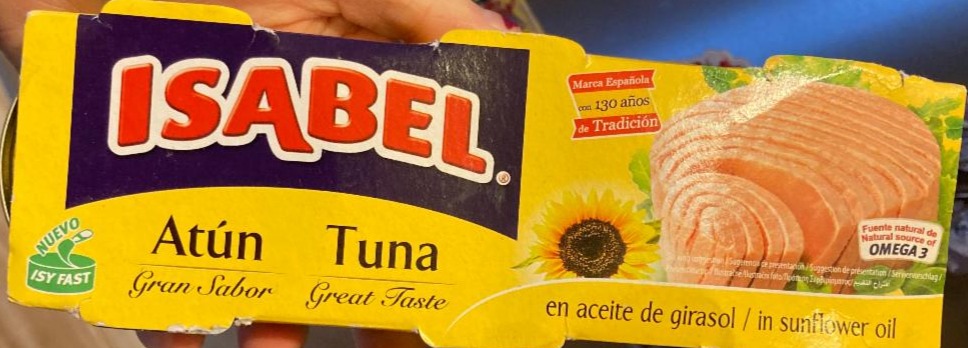 ISABEL®
Marca Española
con 130 años
de Tradición
NUEVO
ISY FAST
Atún Tuna
Gran Sabor Great Taste
Fuente natural de
Natural source of
OMEGA 3
en aceite de girasol / in sunflower oil